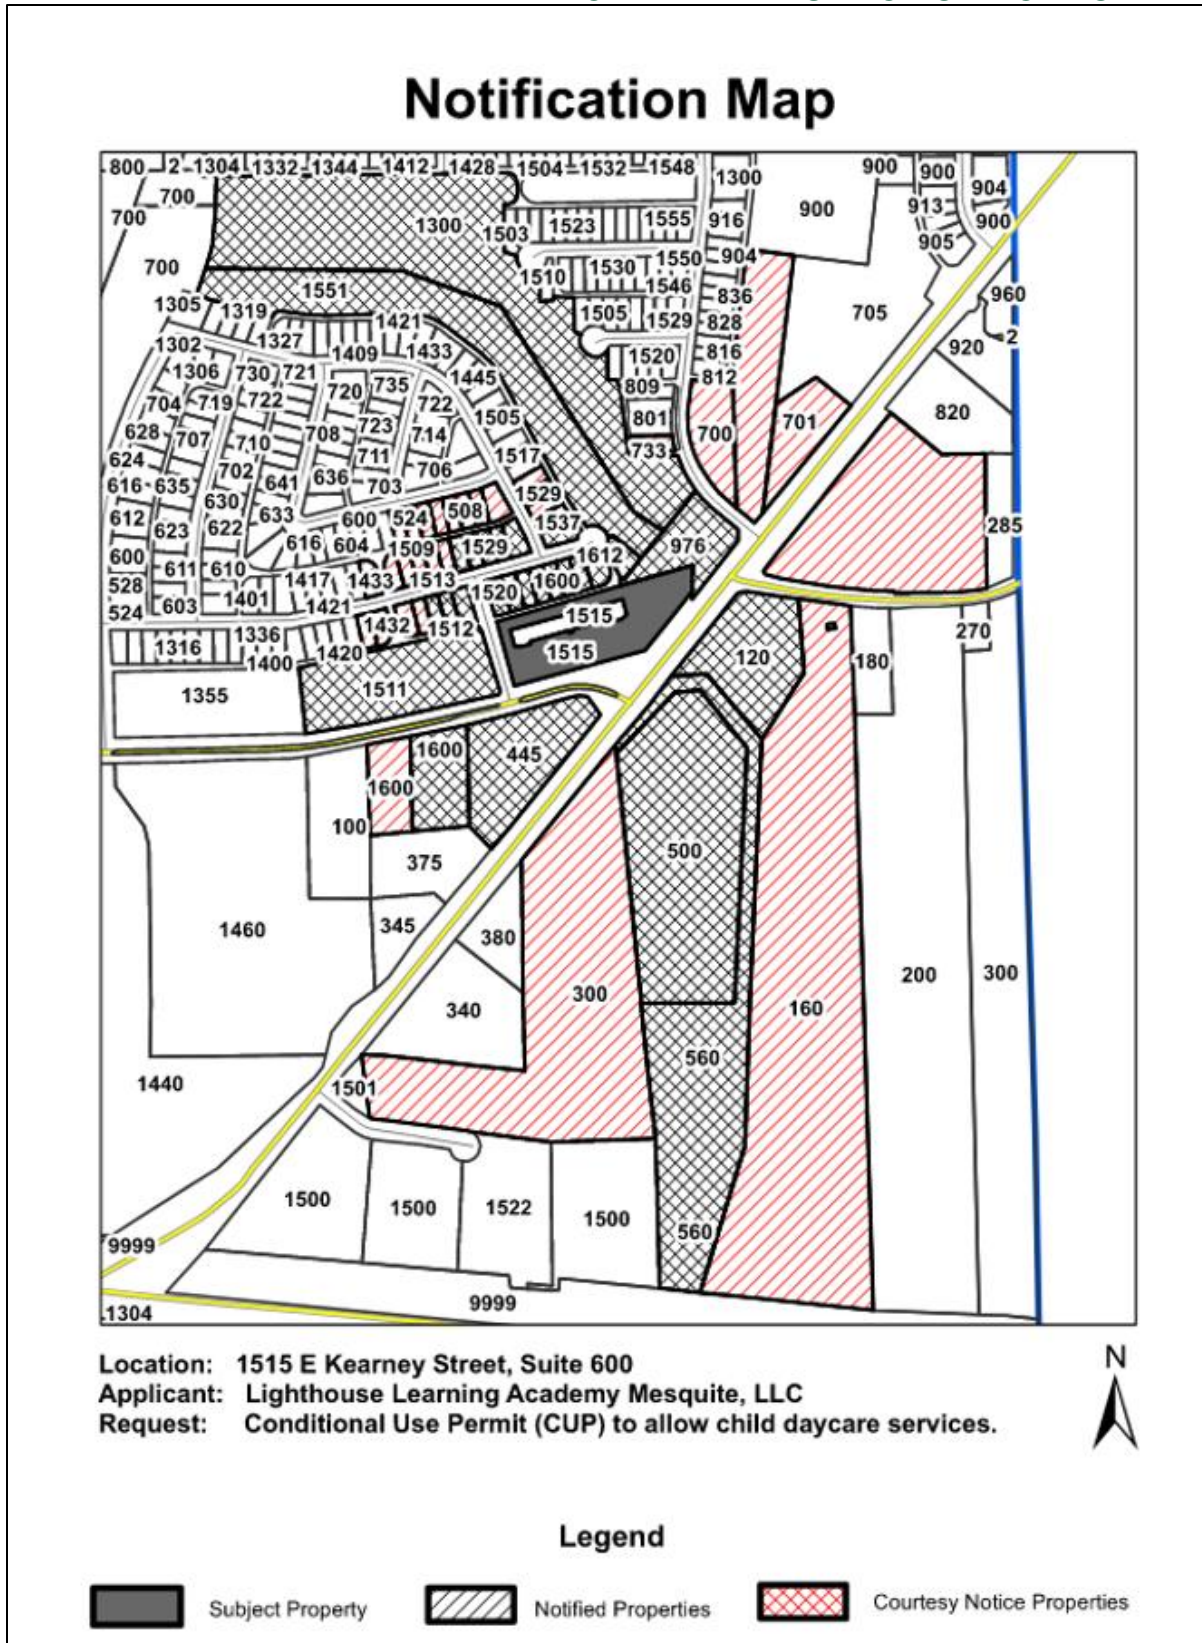 Notification Map
800 2 1304 1332 1344 1412 1428 1504 1532 1548 1300 900 900 904
700 700 700 1300 1503 1523 1555 916 900 913 900 905
1551 1510 1530 1550 904 1546 836 960
1305 1319 1327 1421 1505 1529 828 705 2
1302 1409 1433 1520 816 920
1306 730 721 735 1445 809 812
704 719 722 720 722 1505 801 820
628 707 710 708 723 714 1517 733 700 701
624 702 711 706
616 635 641 636 703 1529
612 630 633 600 524 508 1537 285
623 622 616 604 1509 1529 1612 976
600 611 610 1417 1433 1513 1520 1600
528 603 1401 1421 1432 1512 1515
524 1336 270
1316 1400 1420 1515 120 180
1355 1511
1600 445
1600
100 500
375
1460 345 380 200 300
300 160
340
560
1440 1501
1500 1500 1522 1500
560
9999
9999
1304
Location: 1515 E Kearney Street, Suite 600
Applicant: Lighthouse Learning Academy Mesquite, LLC
Request: Conditional Use Permit (CUP) to allow child daycare services.
N
Legend
Subject Property
Notified Properties
Courtesy Notice Properties